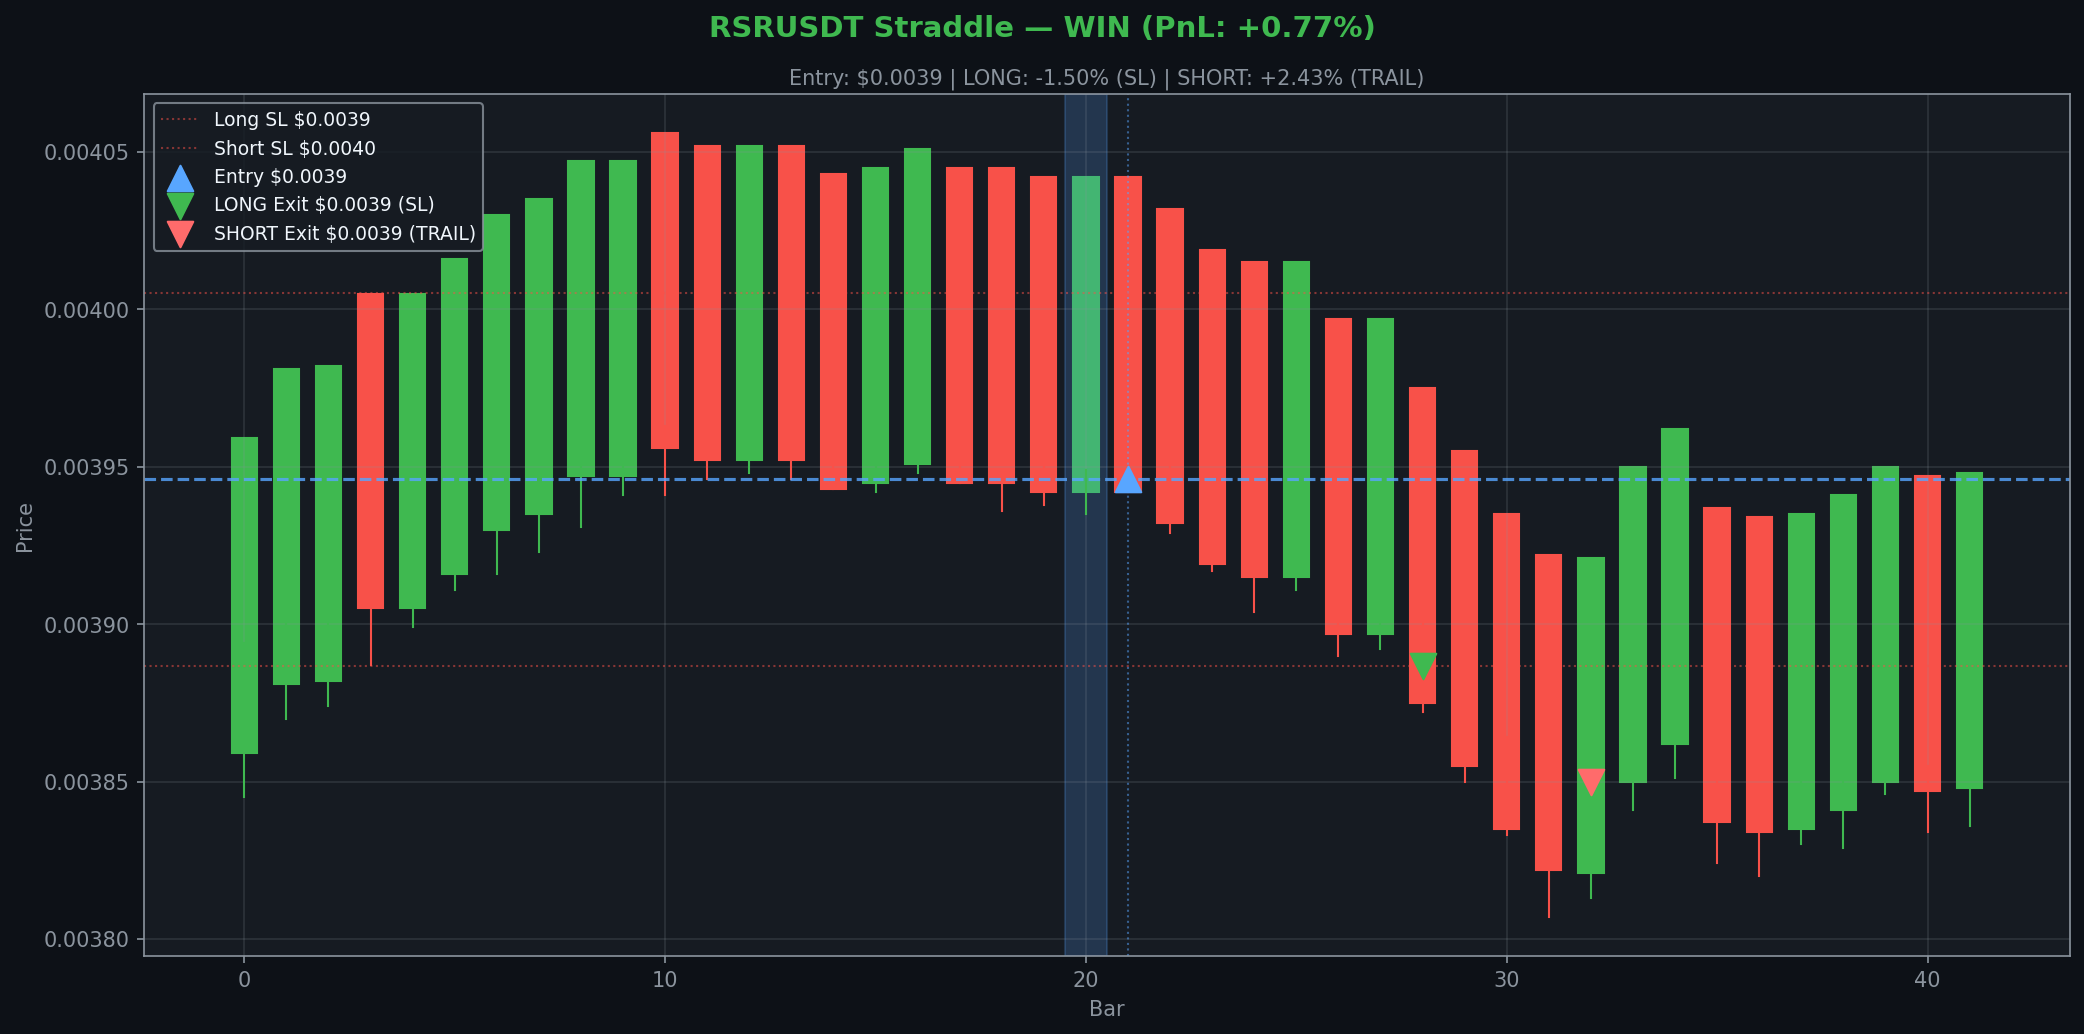 RSRUSDT Straddle — WIN (PnL: +0.77%)
Entry: $0.0039 | LONG: -1.50% (SL) | SHORT: +2.43% (TRAIL)
Long SL $0.0039
Short SL $0.0040
Entry $0.0039
LONG Exit $0.0039 (SL)
SHORT Exit $0.0039 (TRAIL)
0.00405
0.00400
0.00395
0.00390
0.00385
0.00380
Price
0 10 20 30 40
Bar